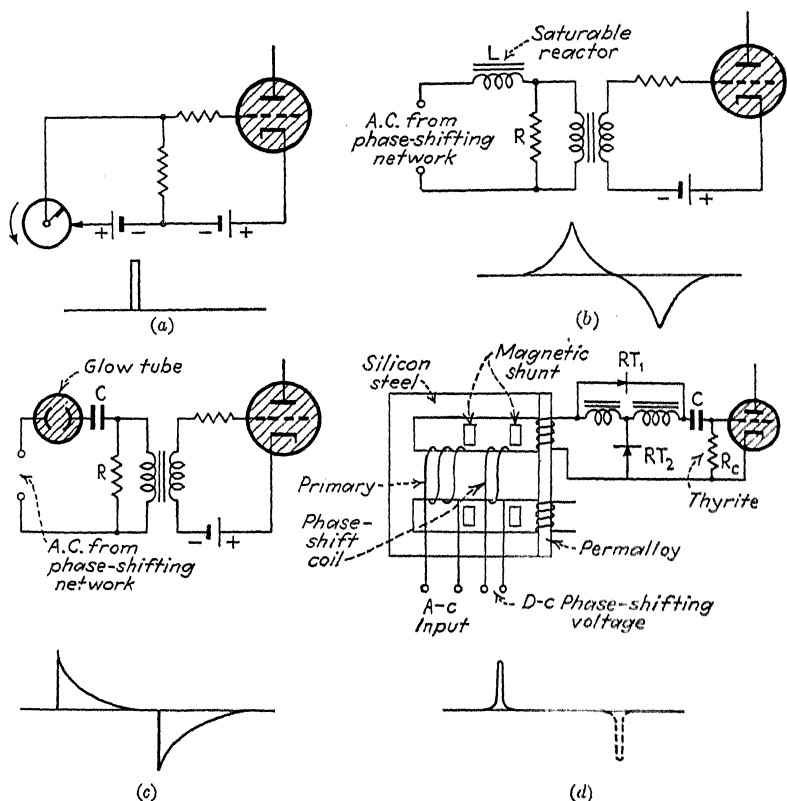 Saturable
reactor
L
A.C. from
phase-shifting
network
R
- +
+ - - +
(a)
(b)
Glow tube
C
R
- +
A.C. from
phase-shifting
network
(c)
Silicon
steel
Magnetic
shunt
RT1
C
RT2
Rc
Thyrite
Primary
Phase-
shift
coil
Permalloy
A-c
Input
D-c Phase-shifting
voltage
(d)